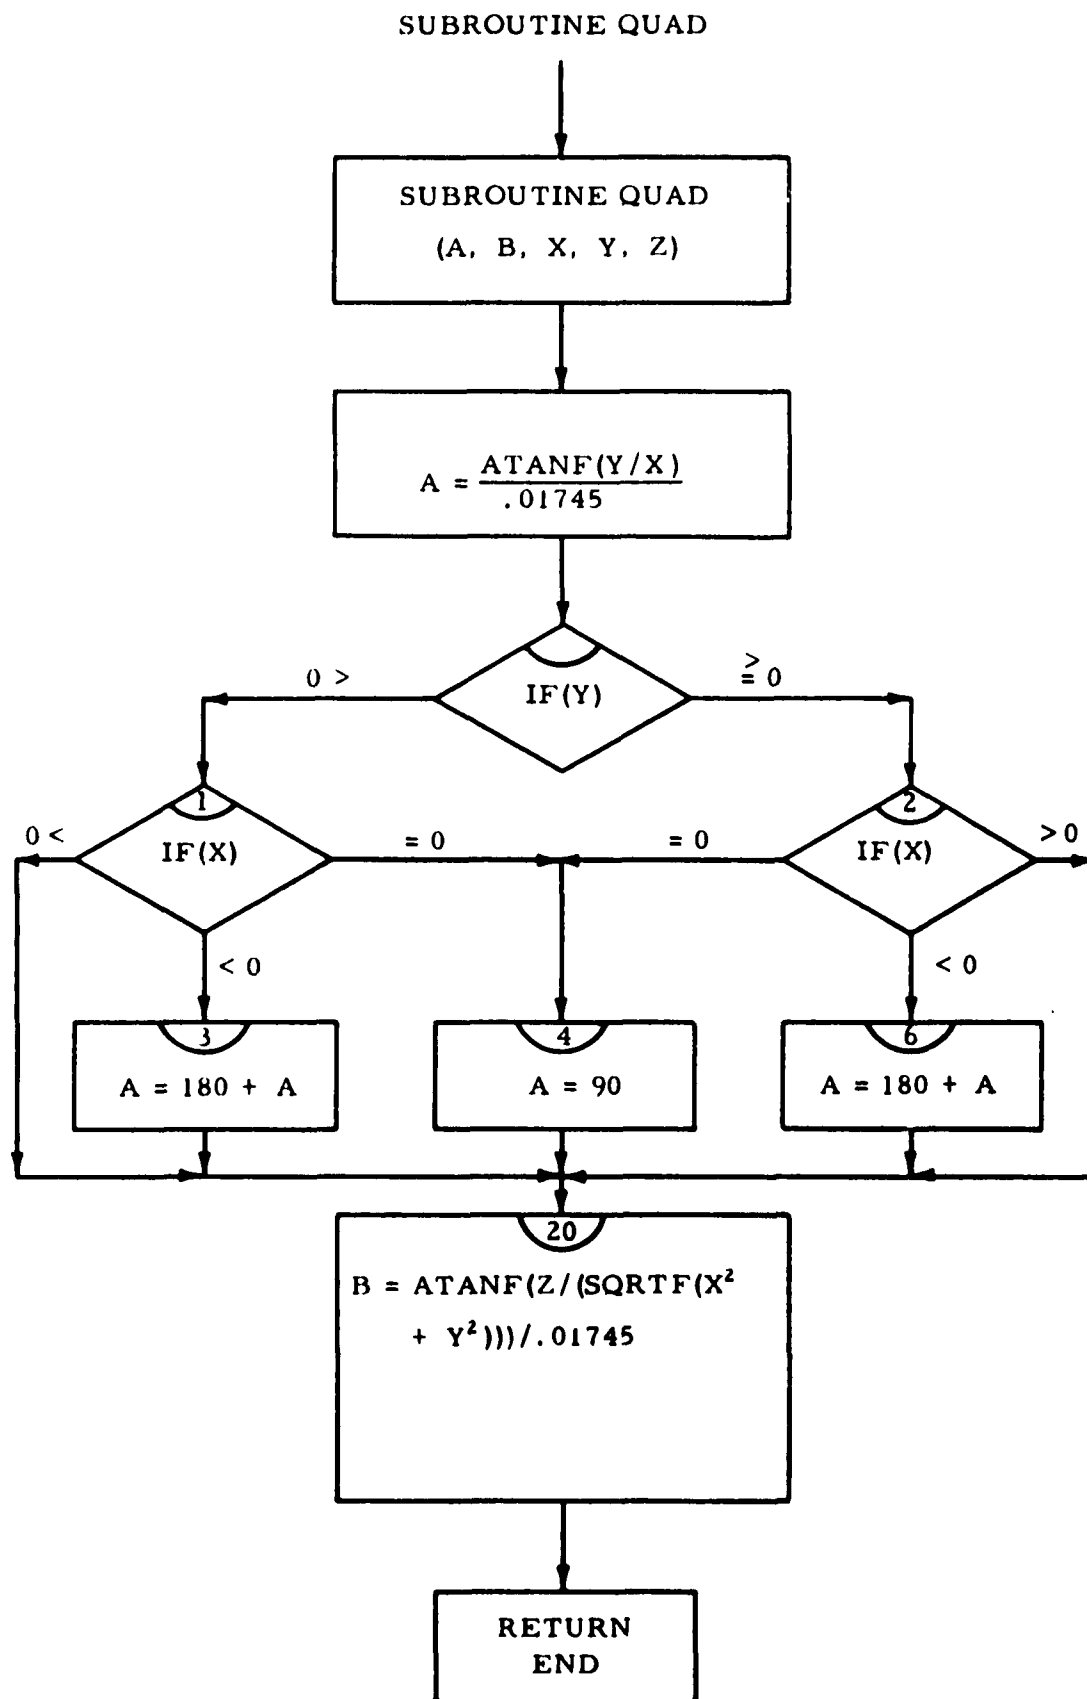 SUBROUTINE QUAD
SUBROUTINE QUAD
(A, B, X, Y, Z)
A = ATANF(Y/X)
.01745
0 >
IF(Y)
>
= 0
1
0 <
IF(X)
= 0
= 0
2
IF(X)
> 0
< 0
< 0
3
A = 180 + A
4
A = 90
6
A = 180 + A
20
B = ATANF(Z/(SQRTF(X²
+ Y²)))/.01745
RETURN
END